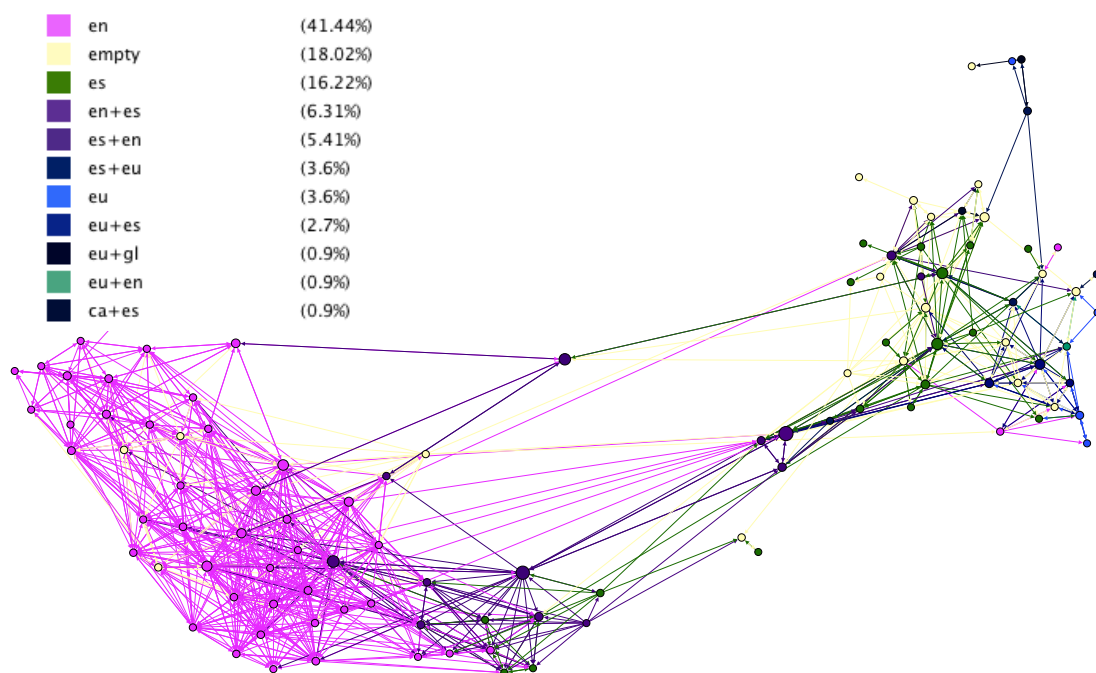 en (41.44%)
empty (18.02%)
es (16.22%)
en+es (6.31%)
es+en (5.41%)
es+eu (3.6%)
eu (3.6%)
eu+es (2.7%)
eu+gl (0.9%)
eu+en (0.9%)
ca+es (0.9%)